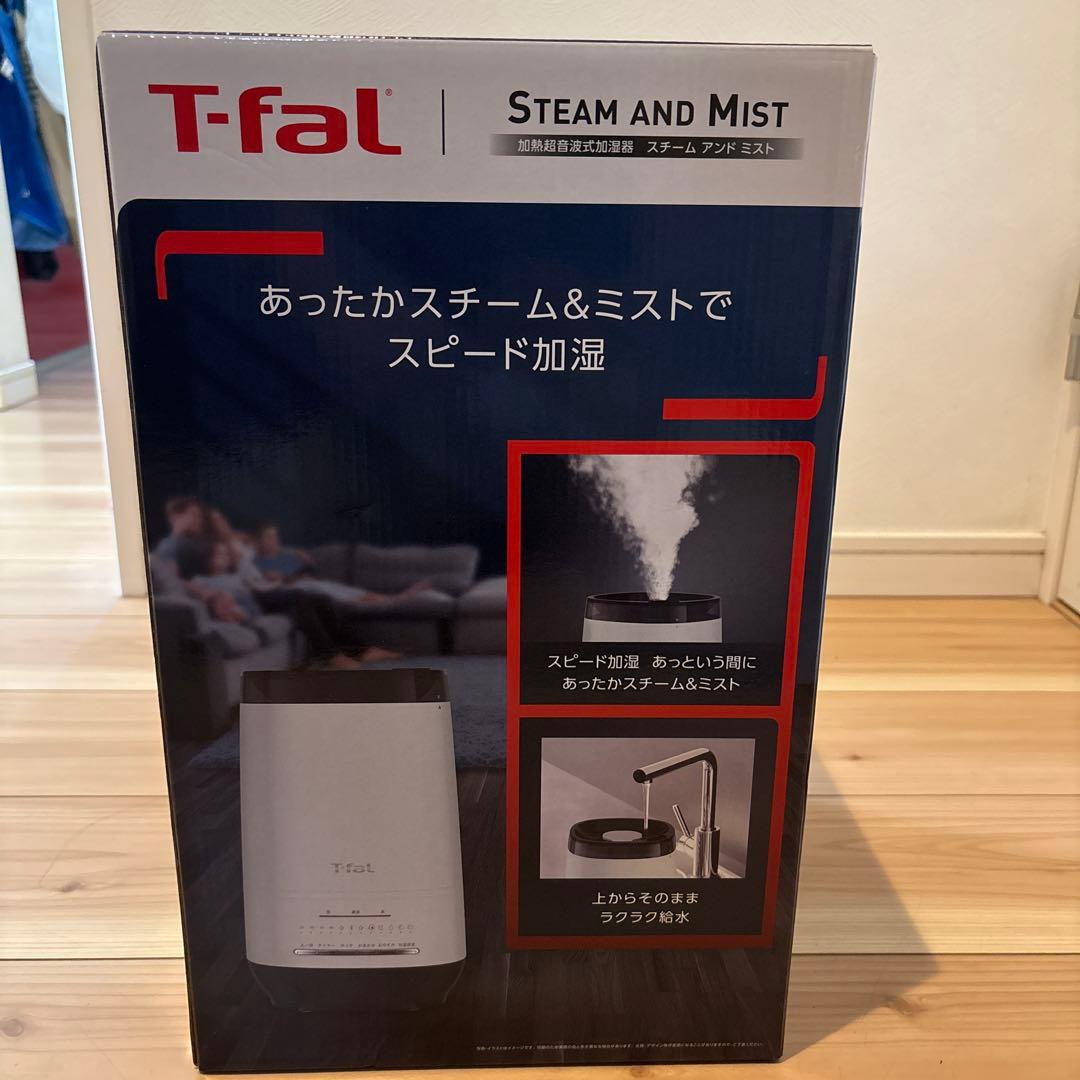 T-fal®
STEAM AND MIST
加熱超音波式加湿器 スチーム アンド ミスト
あったかスチーム&ミストで
スピード加湿
スピード加湿 あっという間に
あったかスチーム&ミスト
上からそのまま
ラクラク給水
T-fal